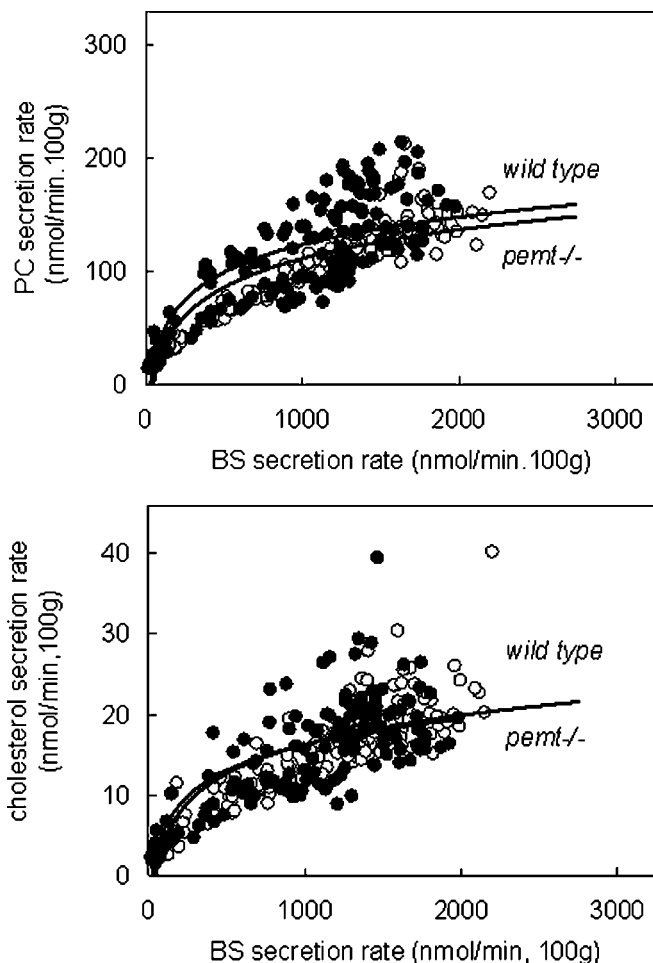 PC secretion rate
(nmol/min.100g)
300
200
100
0
wild type
pemt-/-
0
1000
2000
3000
BS secretion rate (nmol/min.100g)
cholesterol secretion rate
(nmol/min,100g)
40
30
20
10
0
wild type
pemt-/-
0
1000
2000
3000
BS secretion rate (nmol/min, 100g)